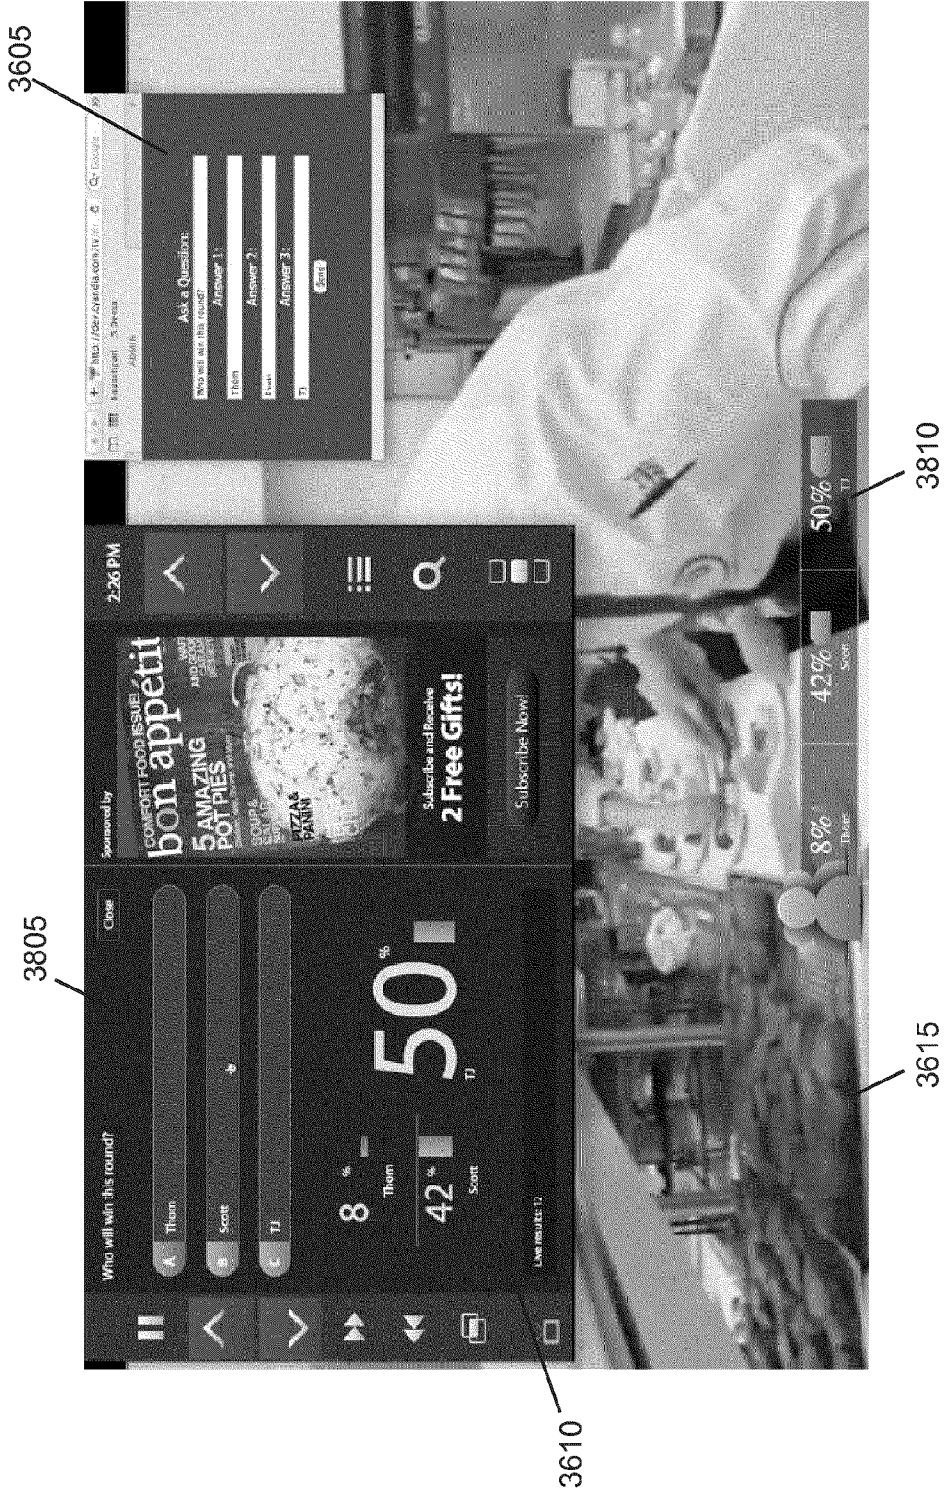 3805
3605
3610
3615
3810
Who will win this round?
Close
A Thom
B Scott
C TJ
8 %
Thom
42 %
Scott
50 %
TJ
Live results: 12
Sponsored by
COMFORT FOOD ISSUE!
bon appétit
5 AMAZING
POT PIES
SOUP &
PIZZA &
PANINI
Subscribe and Receive
2 Free Gifts!
Subscribe Now!
2:26 PM
Ask a Question:
Who will win this round?
Answer 1:
Thom
Answer 2:
Answer 3:
TJ
8%
Thom
42%
Scott
50%
TJ